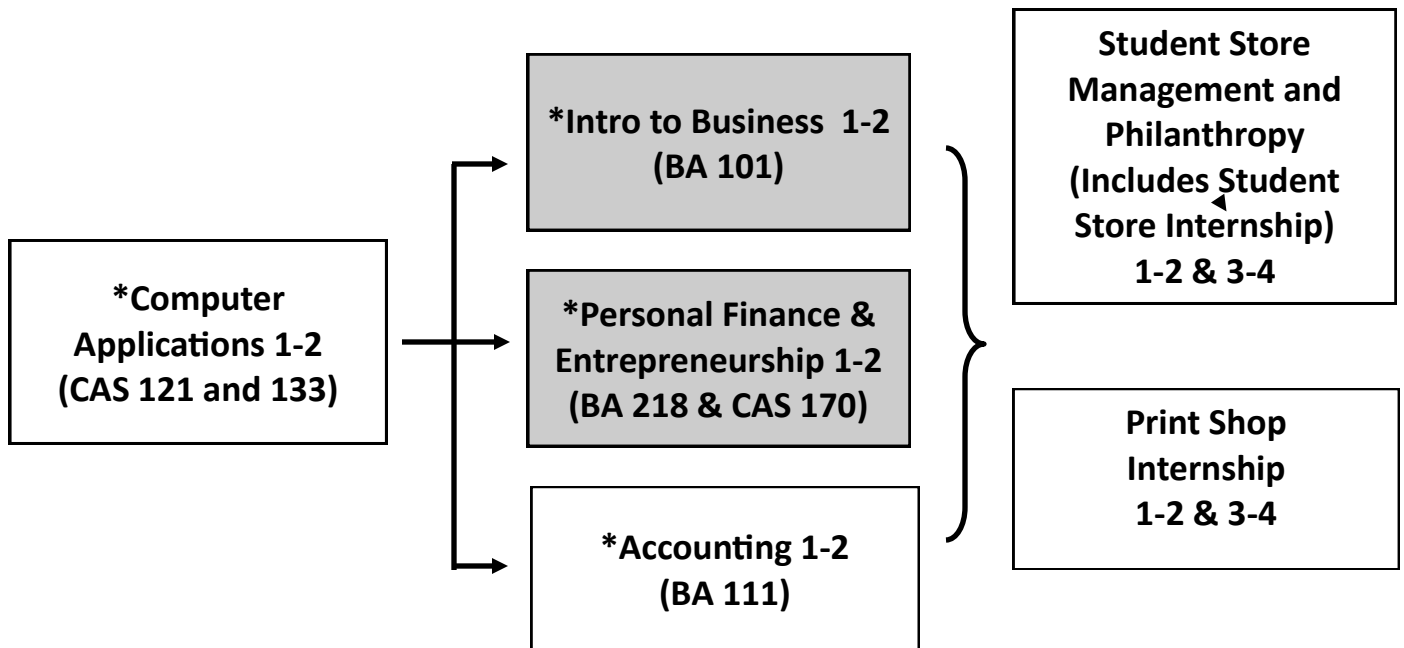 *Computer
Applications 1-2
(CAS 121 and 133)
*Intro to Business  1-2
(BA 101)
*Personal Finance &
Entrepreneurship 1-2
(BA 218 & CAS 170)
*Accounting 1-2
(BA 111)
Student Store
Management and
Philanthropy
(Includes Student
Store Internship)
1-2 & 3-4
Print Shop
Internship
1-2 & 3-4